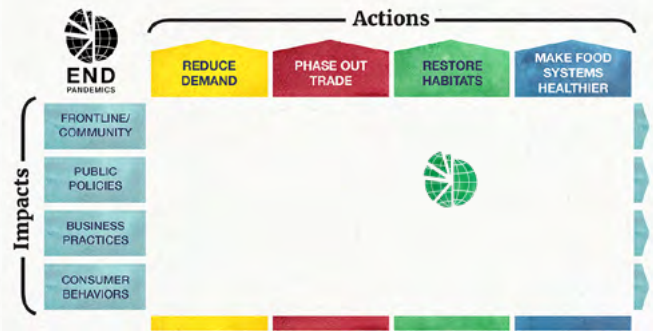 Actions
END
PANDEMICS
REDUCE
DEMAND
PHASE OUT
TRADE
RESTORE
HABITATS
MAKE FOOD
SYSTEMS
HEALTHIER
Impacts
FRONTLINE/
COMMUNITY
PUBLIC
POLICIES
BUSINESS
PRACTICES
CONSUMER
BEHAVIORS